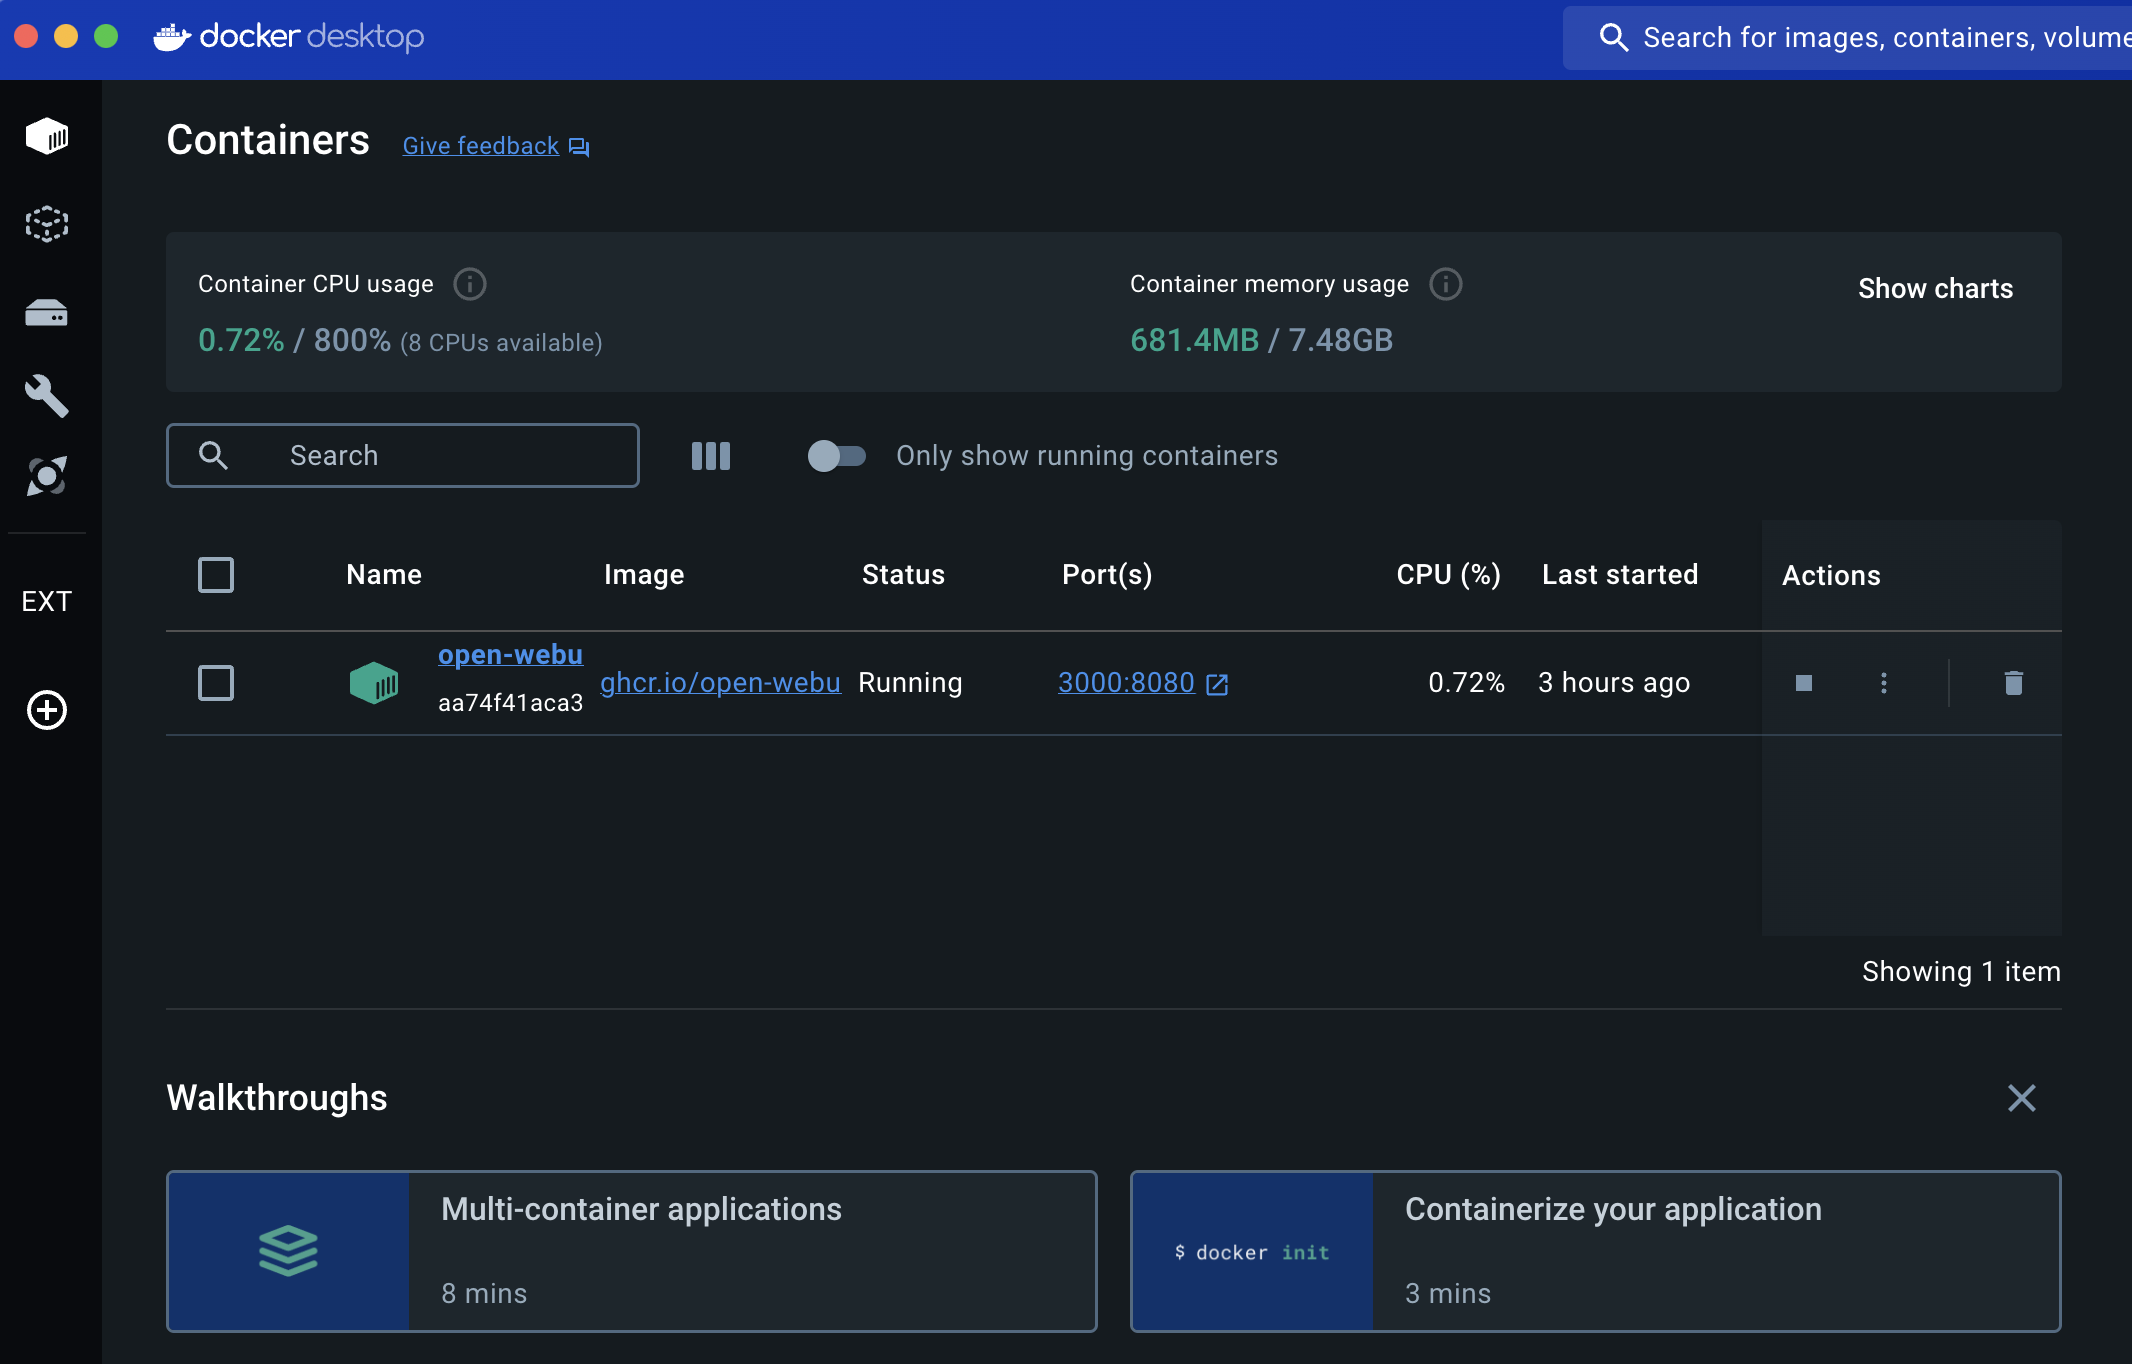 docker desktop
Search for images, containers, volume
Containers
Give feedback
Container CPU usage
0.72% / 800% (8 CPUs available)
Container memory usage
681.4MB / 7.48GB
Show charts
Search
Only show running containers
Name Image Status Port(s) CPU (%) Last started Actions
open-webu
aa74f41aca3
ghcr.io/open-webu Running 3000:8080 0.72% 3 hours ago
EXT
Showing 1 item
Walkthroughs
Multi-container applications
8 mins
$ docker init
Containerize your application
3 mins